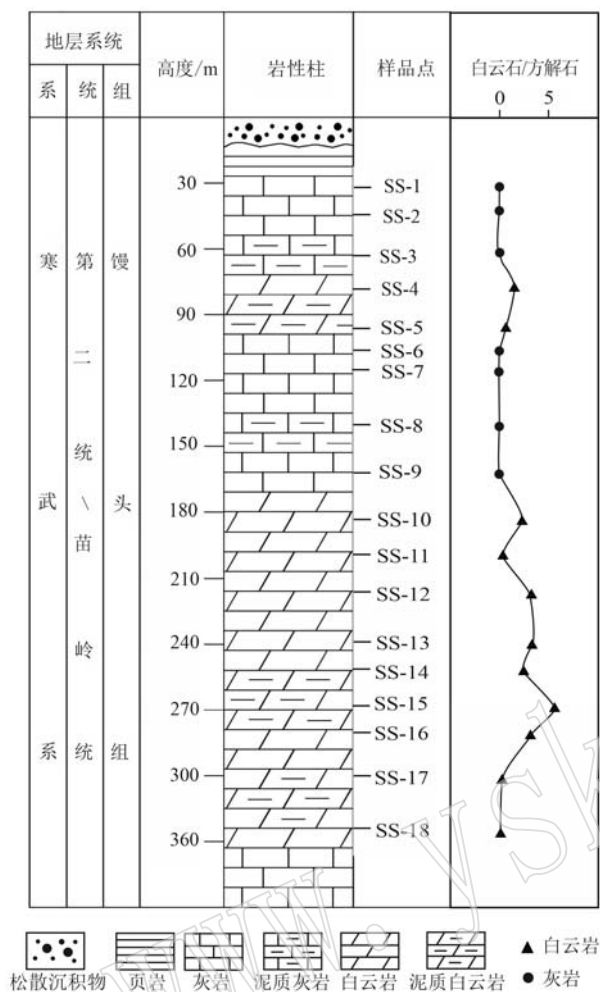 地层系统
系 统 组
高度/m
岩性柱
样品点
白云石/方解石
0 5
寒武系
第二统\苗岭统
馒头组
30
60
90
120
150
180
210
240
270
300
360
SS-1
SS-2
SS-3
SS-4
SS-5
SS-6
SS-7
SS-8
SS-9
SS-10
SS-11
SS-12
SS-13
SS-14
SS-15
SS-16
SS-17
SS-18
松散沉积物 页岩 灰岩 泥质灰岩 白云岩 泥质白云岩
白云岩
灰岩
www.ysk